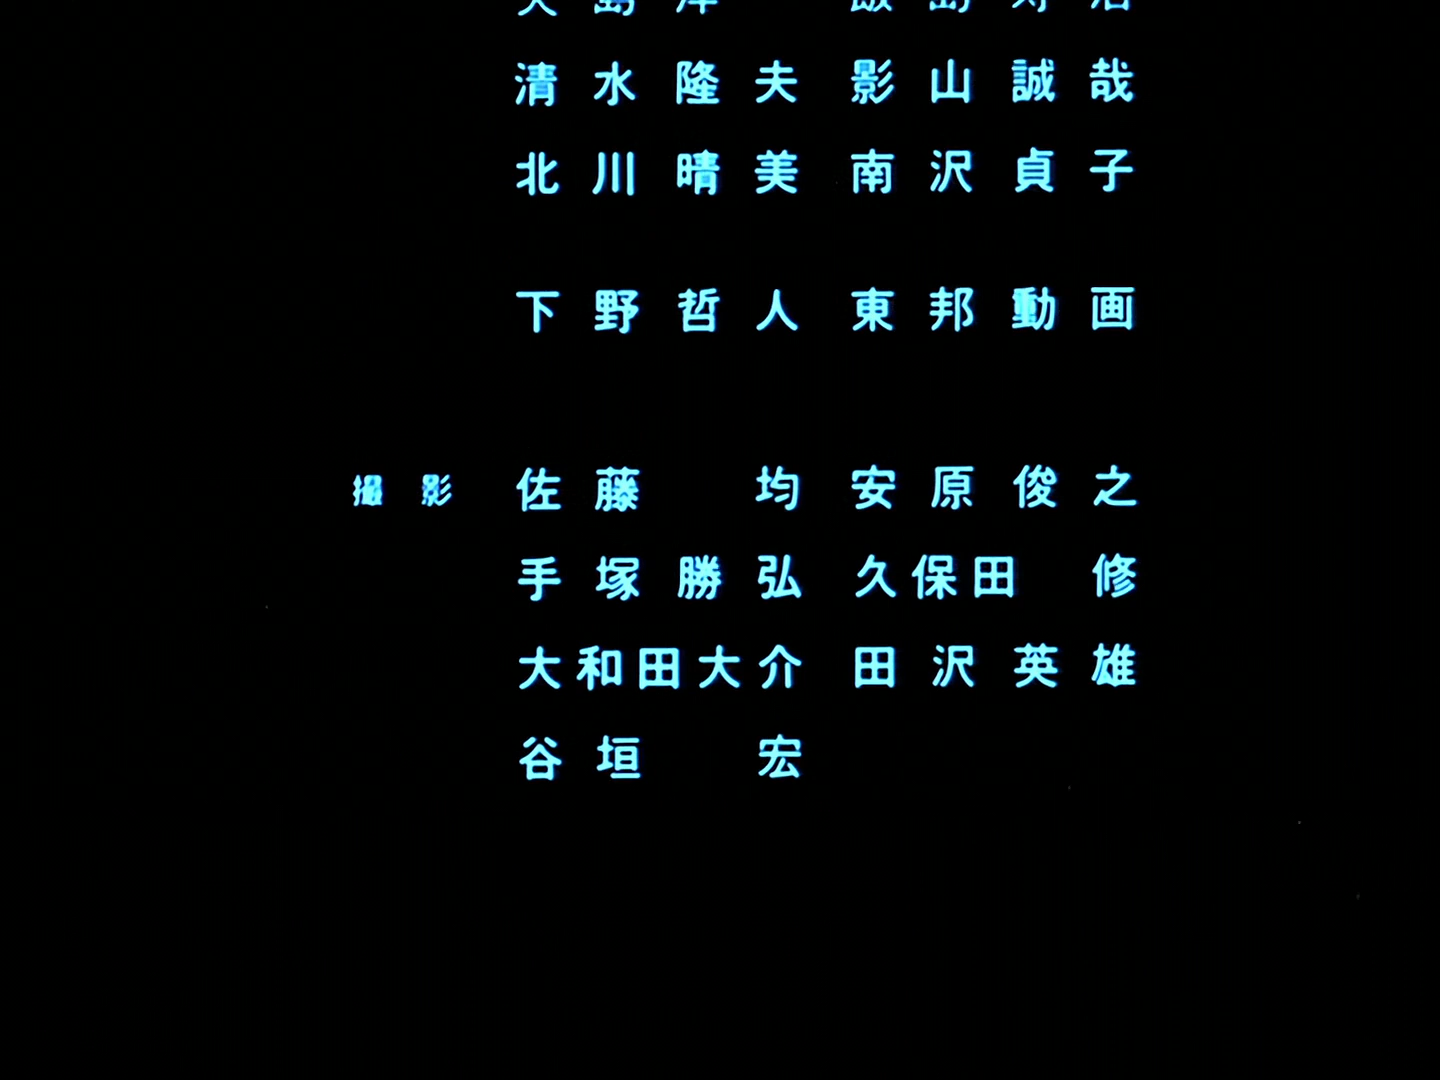 清水隆夫 影山誠哉
北川晴美 南沢貞子
下野哲人 東邦動画
撮影 佐藤 均 安原俊之
手塚勝弘 久保田 修
大和田大介 田沢英雄
谷垣 宏